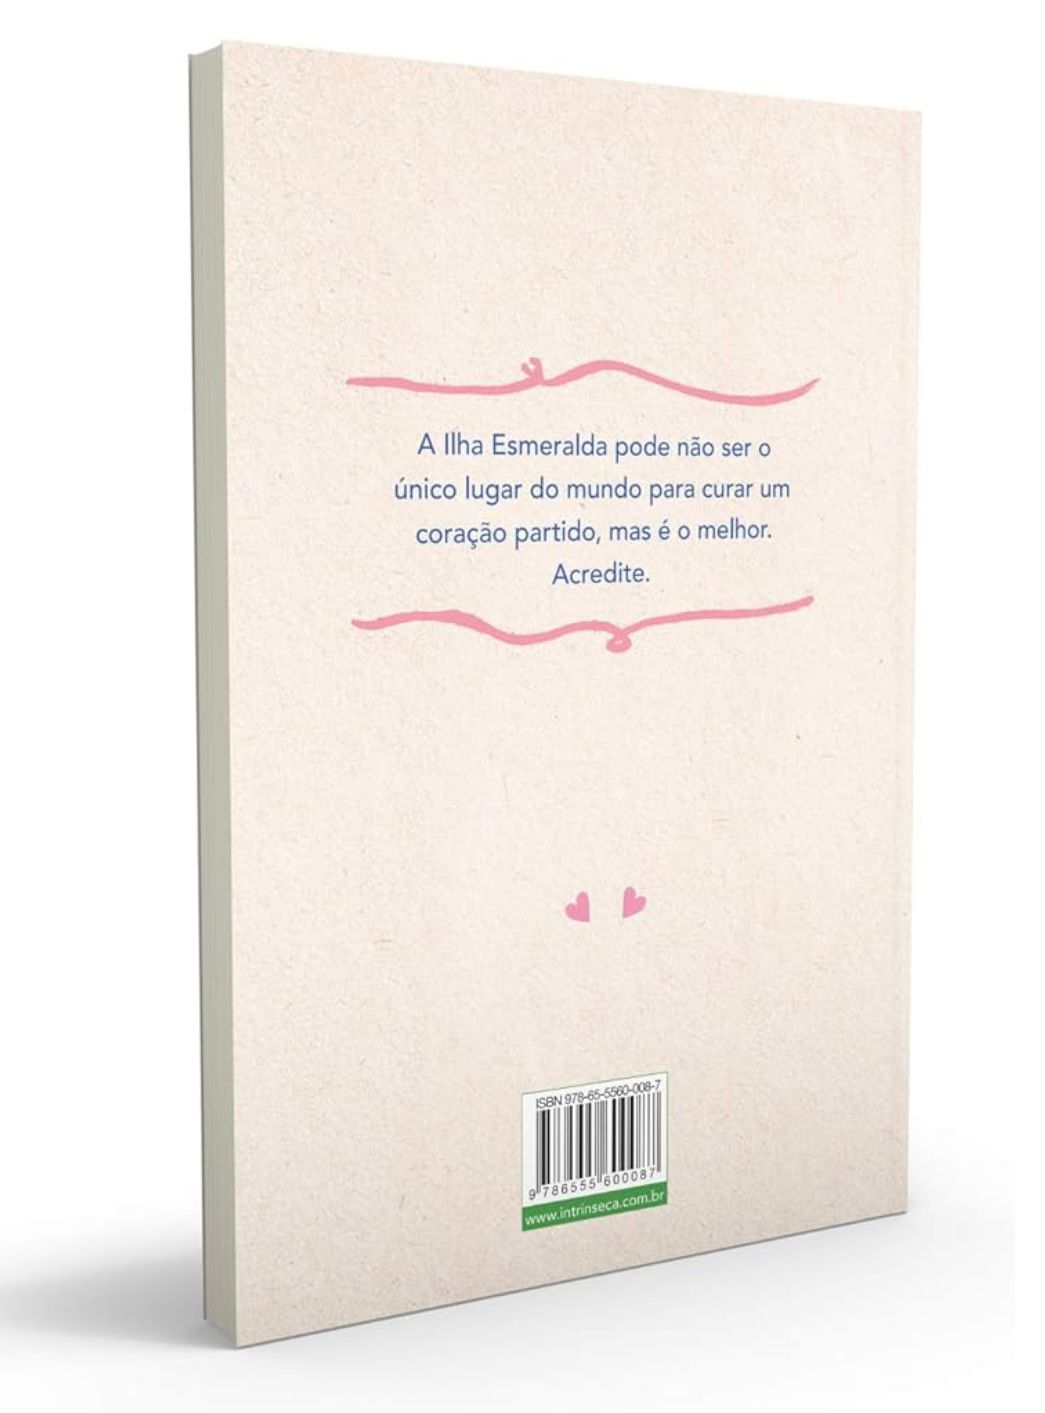 A Ilha Esmeralda pode não ser o
único lugar do mundo para curar um
coração partido, mas é o melhor.
Acredite.
ISBN 978-65-5560-008-7
9 786555 600087
www.intrinseca.com.br